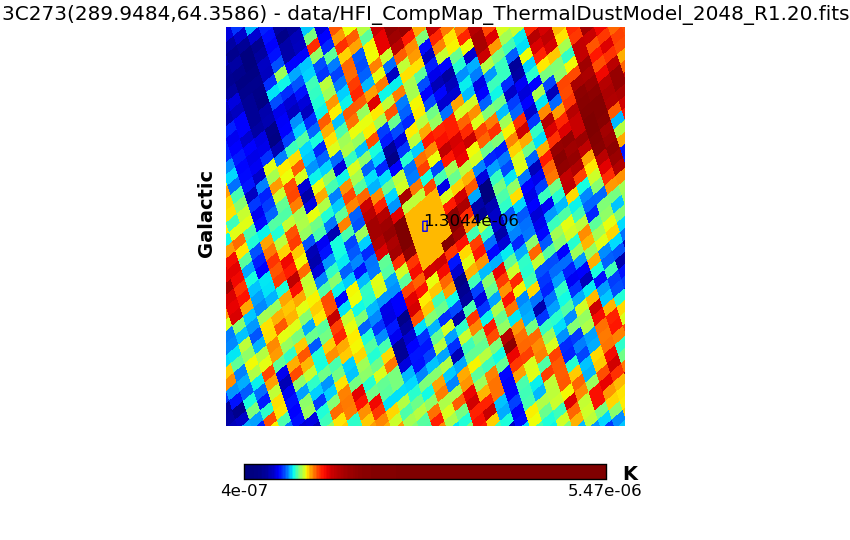 3C273(289.9484,64.3586) - data/HFI_CompMap_ThermalDustModel_2048_R1.20.fits
Galactic
1.3044e-06
K
4e-07
5.47e-06